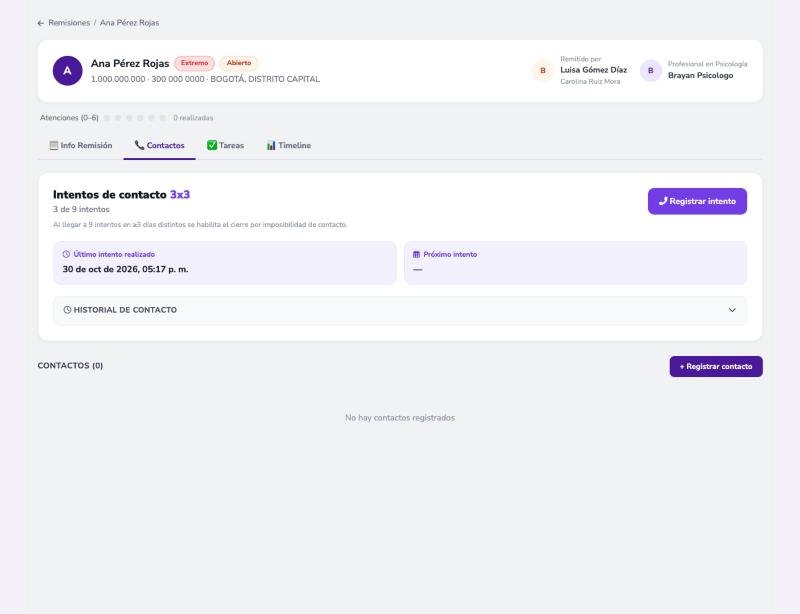 ← Remisiones / Ana Pérez Rojas
A
Ana Pérez Rojas Extremo Abierto
1.000.000.000 · 300 000 0000 · BOGOTÁ, DISTRITO CAPITAL
B
Remitido por
Luisa Gómez Díaz
Carolina Ruiz Mora
B
Profesional en Psicología
Brayan Psicologo
Atenciones (0–6) 0 realizadas
Info Remisión
Contactos
Tareas
Timeline
Intentos de contacto 3x3
3 de 9 intentos
Al llegar a 9 intentos en ≥3 días distintos se habilita el cierre por imposibilidad de contacto.
Registrar intento
Último intento realizado
30 de oct de 2026, 05:17 p. m.
Próximo intento
—
HISTORIAL DE CONTACTO
CONTACTOS (0)
+ Registrar contacto
No hay contactos registrados